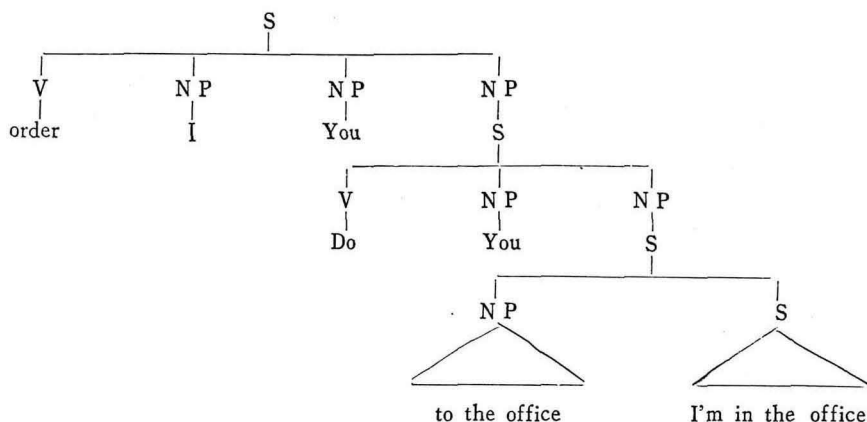 S
V N P N P N P
order I You S
V N P N P
Do You S
N P S
to the office I'm in the office